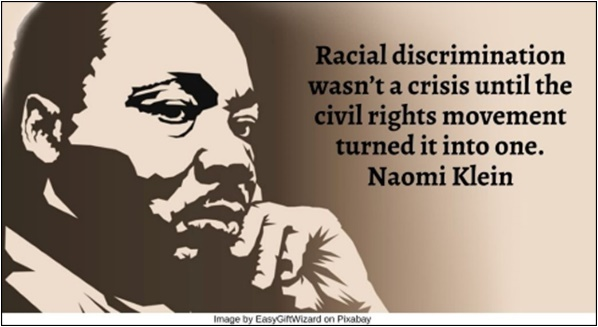 Racial discrimination
wasn’t a crisis until the
civil rights movement
turned it into one.
Naomi Klein
Image by EasyGiftWizard on Pixabay